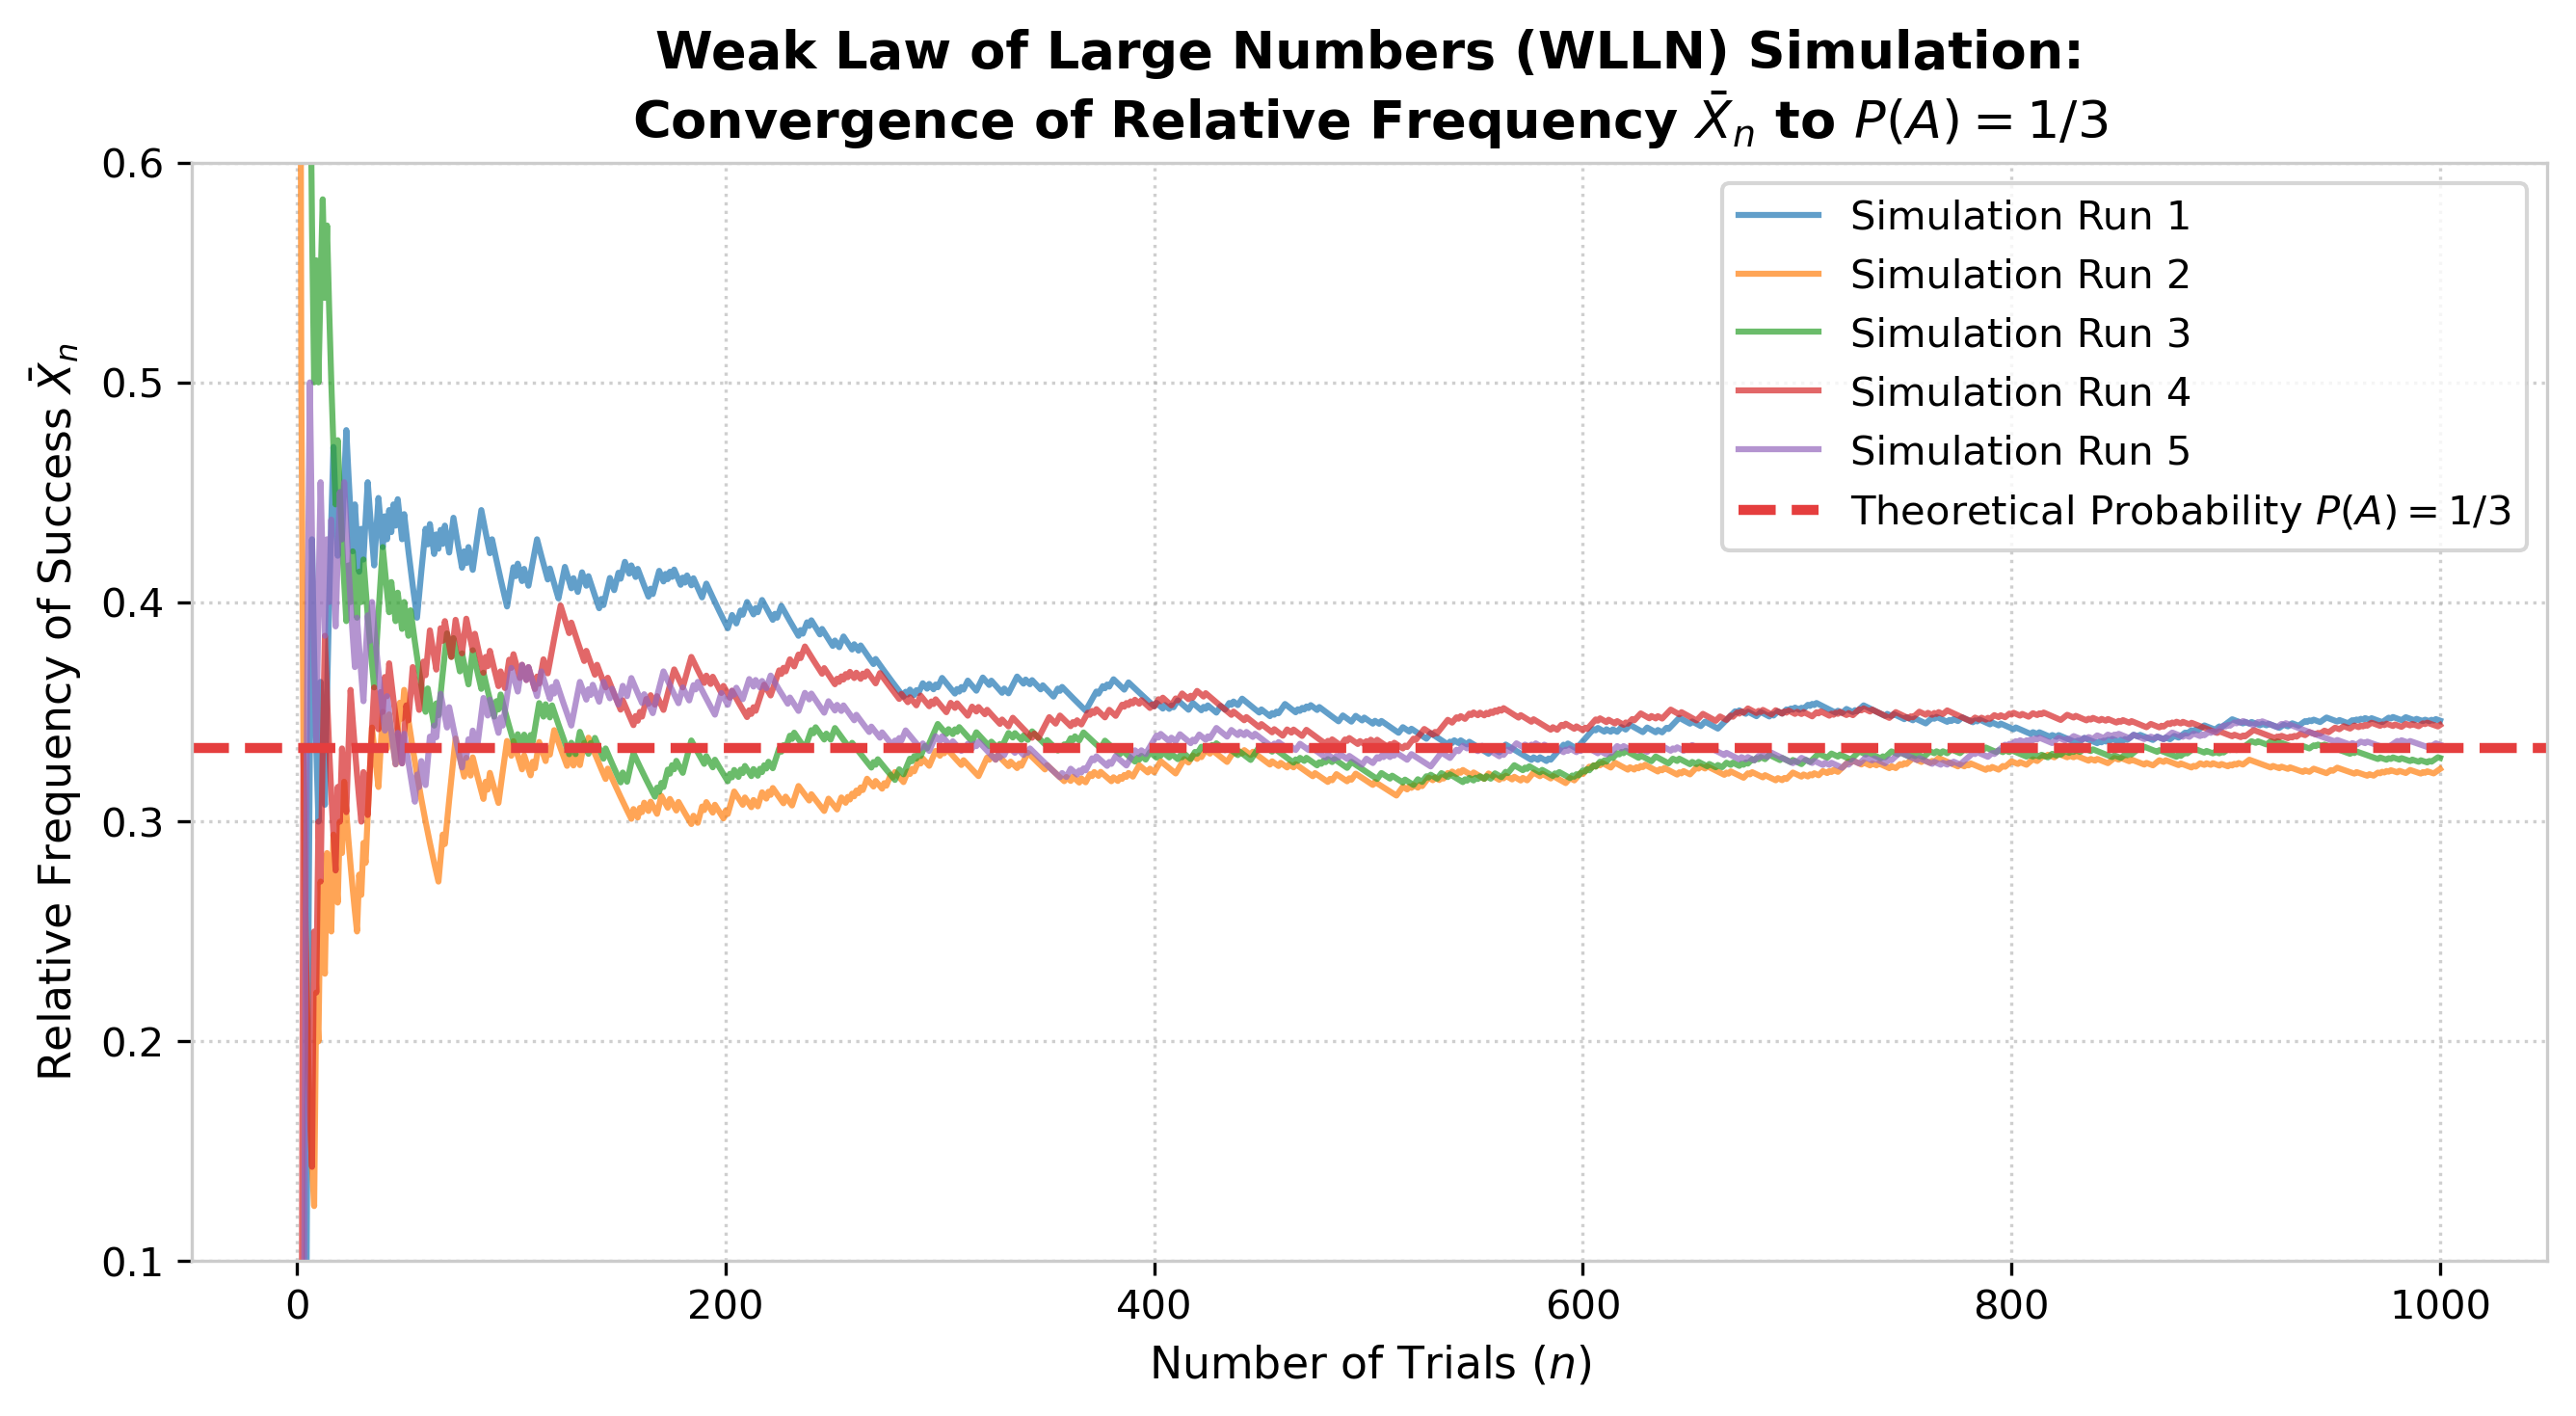 Weak Law of Large Numbers (WLLN) Simulation:
Convergence of Relative Frequency X̄ₙ to P(A) = 1/3
Relative Frequency of Success X̄ₙ
0.6
0.5
0.4
0.3
0.2
0.1
Simulation Run 1
Simulation Run 2
Simulation Run 3
Simulation Run 4
Simulation Run 5
Theoretical Probability P(A) = 1/3
0 200 400 600 800 1000
Number of Trials (n)